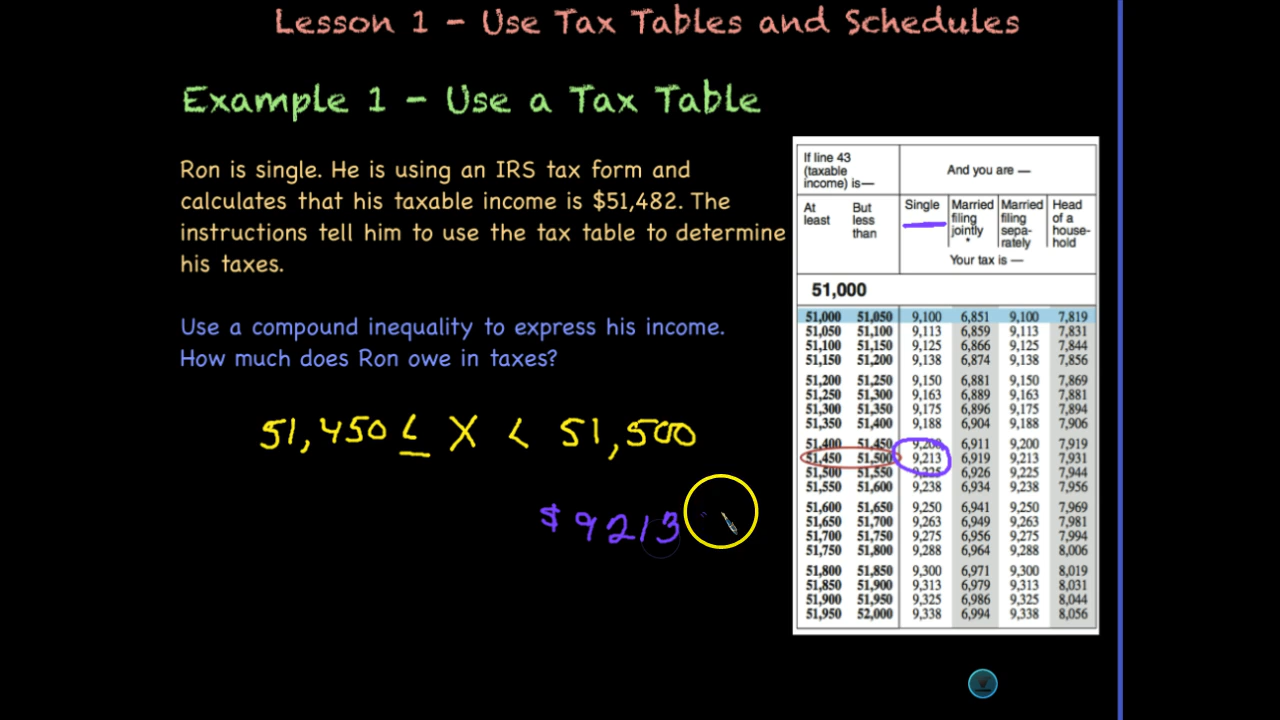 Lesson 1 - Use Tax Tables and Schedules
Example 1 - Use a Tax Table
Ron is single. He is using an IRS tax form and
calculates that his taxable income is $51,482. The
instructions tell him to use the tax table to determine
his taxes.
Use a compound inequality to express his income.
How much does Ron owe in taxes?
51,450 ≤ X < 51,500
$9213
If line 43
(taxable
income) is—
And you are —
At
least
But
less
than
Single
Married
filing
jointly
*
Married
filing
sepa-
rately
Head
of a
house-
hold
Your tax is —
51,000
51,000 51,050 9,100 6,851 9,100 7,819
51,050 51,100 9,113 6,859 9,113 7,831
51,100 51,150 9,125 6,866 9,125 7,844
51,150 51,200 9,138 6,874 9,138 7,856
51,200 51,250 9,150 6,881 9,150 7,869
51,250 51,300 9,163 6,889 9,163 7,881
51,300 51,350 9,175 6,896 9,175 7,894
51,350 51,400 9,188 6,904 9,188 7,906
51,400 51,450 9,200 6,911 9,200 7,919
51,450 51,500 9,213 6,919 9,213 7,931
51,500 51,550 9,225 6,926 9,225 7,944
51,550 51,600 9,238 6,934 9,238 7,956
51,600 51,650 9,250 6,941 9,250 7,969
51,650 51,700 9,263 6,949 9,263 7,981
51,700 51,750 9,275 6,956 9,275 7,994
51,750 51,800 9,288 6,964 9,288 8,006
51,800 51,850 9,300 6,971 9,300 8,019
51,850 51,900 9,313 6,979 9,313 8,031
51,900 51,950 9,325 6,986 9,325 8,044
51,950 52,000 9,338 6,994 9,338 8,056